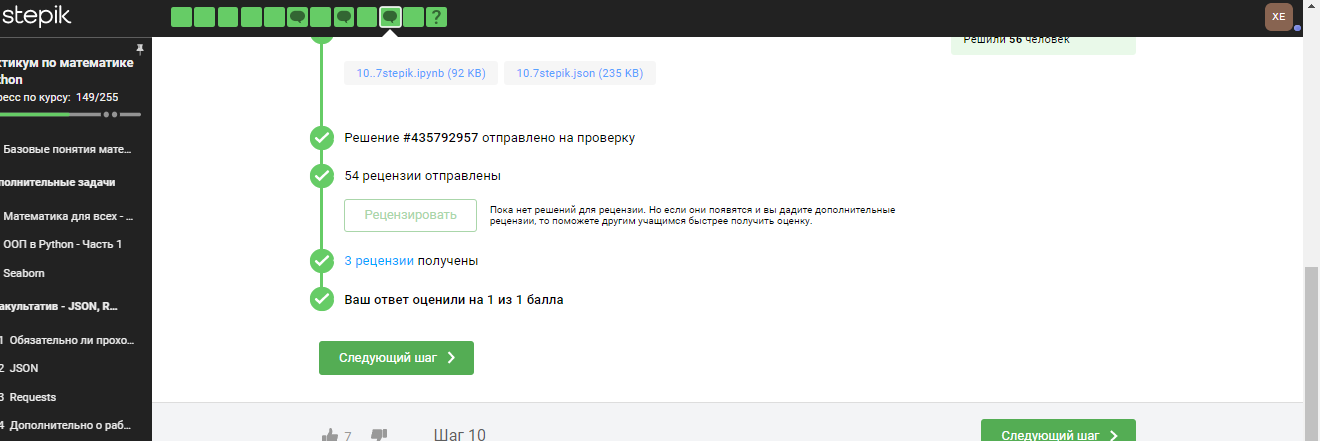 stepik
?
XE
ктикум по математике
thon
ресс по курсу: 149/255
Базовые понятия мате...
полнительные задачи
Математика для всех - ...
ООП в Python - Часть 1
Seaborn
акультатив - JSON, R...
1 Обязательно ли прохо...
2 JSON
3 Requests
4 Дополнительно о раб...
Решили 56 человек
10..7stepik.ipynb (92 KB)
10.7stepik.json (235 KB)
Решение #435792957 отправлено на проверку
54 рецензии отправлены
Рецензировать
Пока нет решений для рецензии. Но если они появятся и вы дадите дополнительные
рецензии, то поможете другим учащимся быстрее получить оценку.
3 рецензии получены
Ваш ответ оценили на 1 из 1 балла
Следующий шаг
7
Шаг 10
Следующий шаг